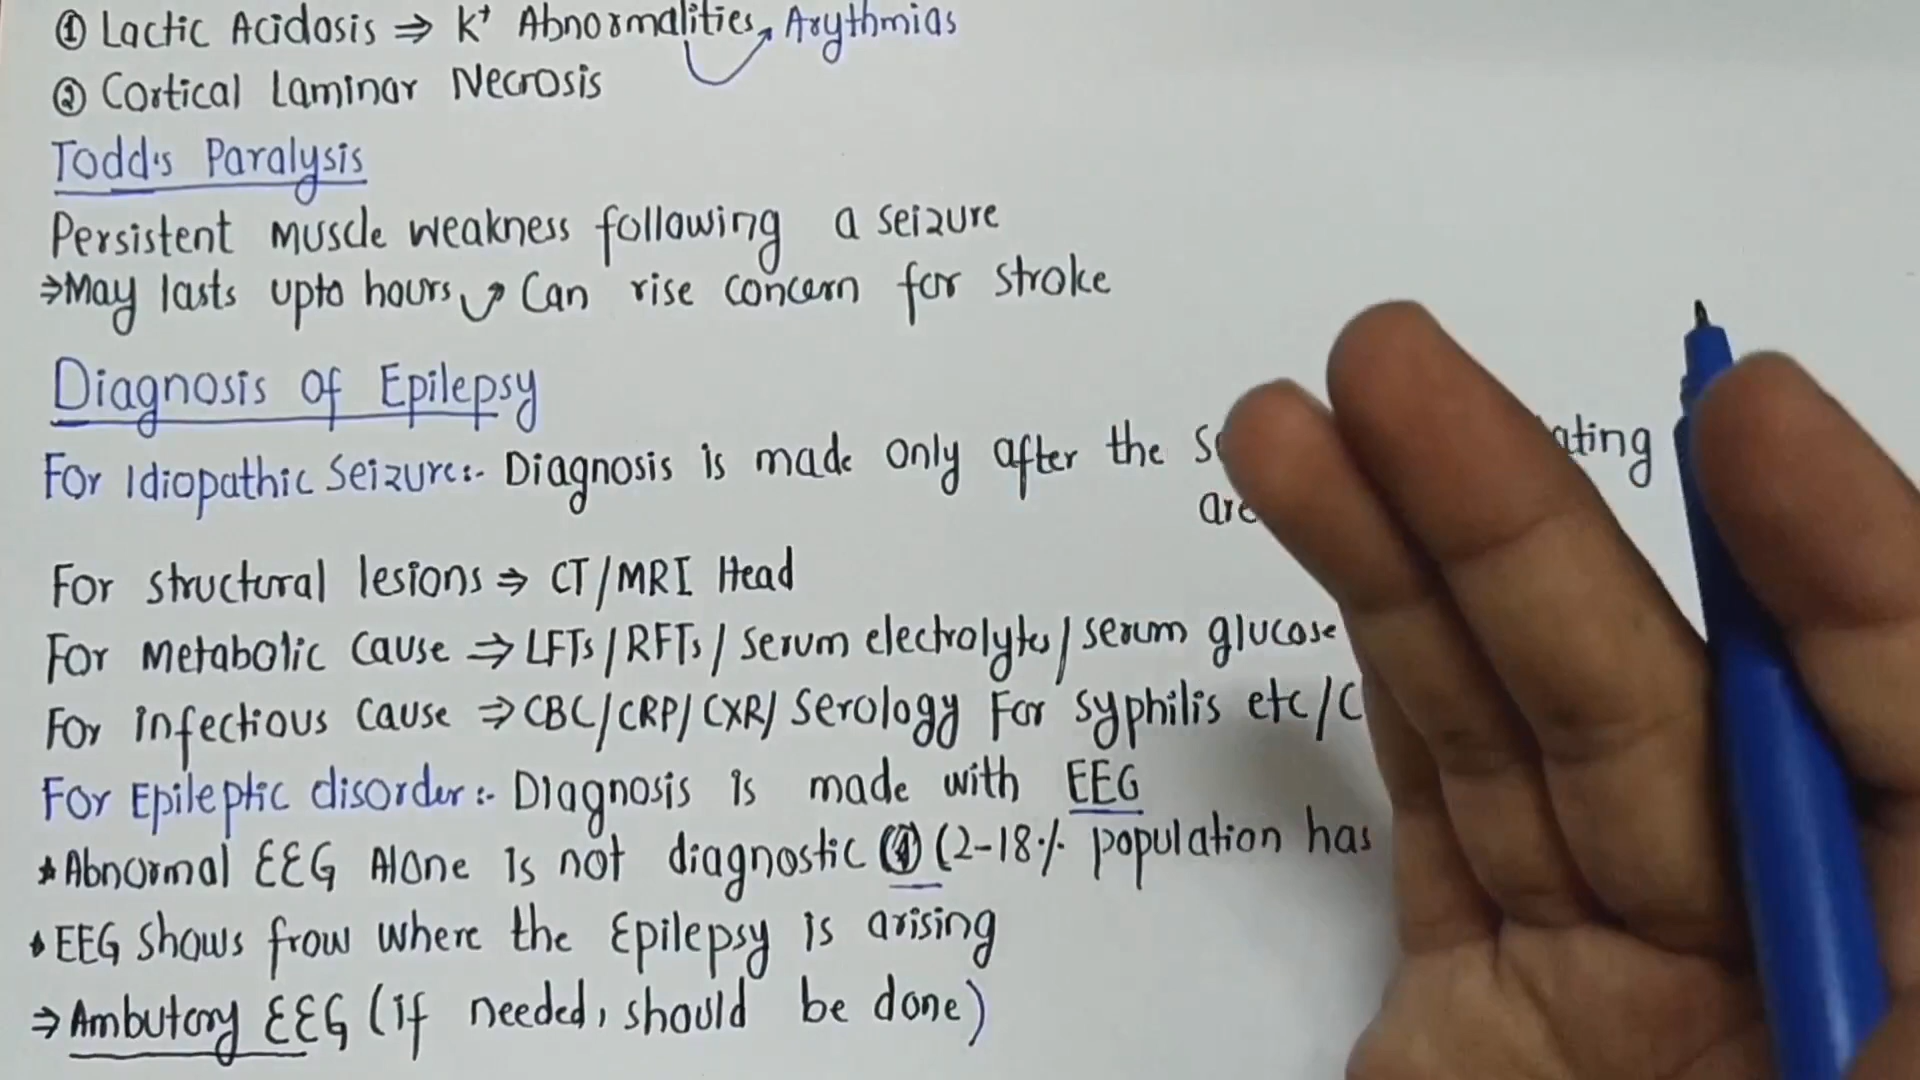 ① Lactic Acidosis ⇒ K⁺ Abnormalities → Arythmias
② Cortical Laminar Necrosis
Todd's Paralysis
Persistent muscle weakness following a seizure
⇒ May lasts upto hours → Can rise concern for stroke
Diagnosis of Epilepsy
For Idiopathic Seizure:- Diagnosis is made only after the
For structural lesions ⇒ CT/MRI Head
For Metabolic Cause ⇒ LFTs/RFTs/Serum electrolytes/serum glucose
For infectious Cause ⇒ CBC/CRP/CXR/Serology For Syphilis etc/
For Epileptic disorder:- Diagnosis is made with EEG
* Abnormal EEG Alone is not diagnostic (2-18% population has
* EEG Shows frow where the Epilepsy is arising
⇒ Ambutory EEG (if needed, should be done)